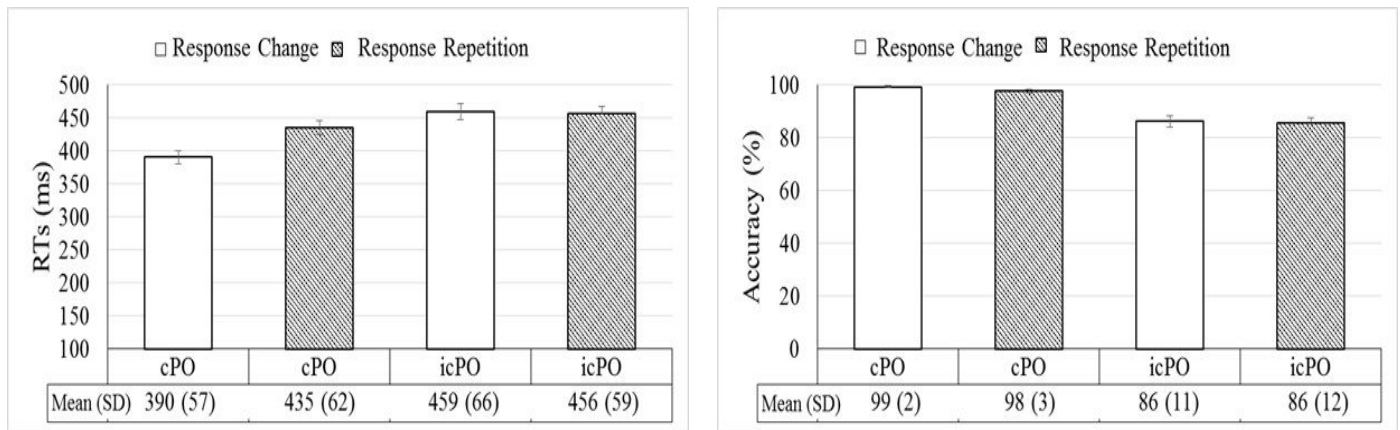 Response Change Response Repetition
RTs (ms)
500
450
400
350
300
250
200
150
100
cPO cPO icPO icPO
Mean (SD) 390 (57) 435 (62) 459 (66) 456 (59)
Response Change Response Repetition
Accuracy (%)
100
80
60
40
20
0
cPO cPO icPO icPO
Mean (SD) 99 (2) 98 (3) 86 (11) 86 (12)